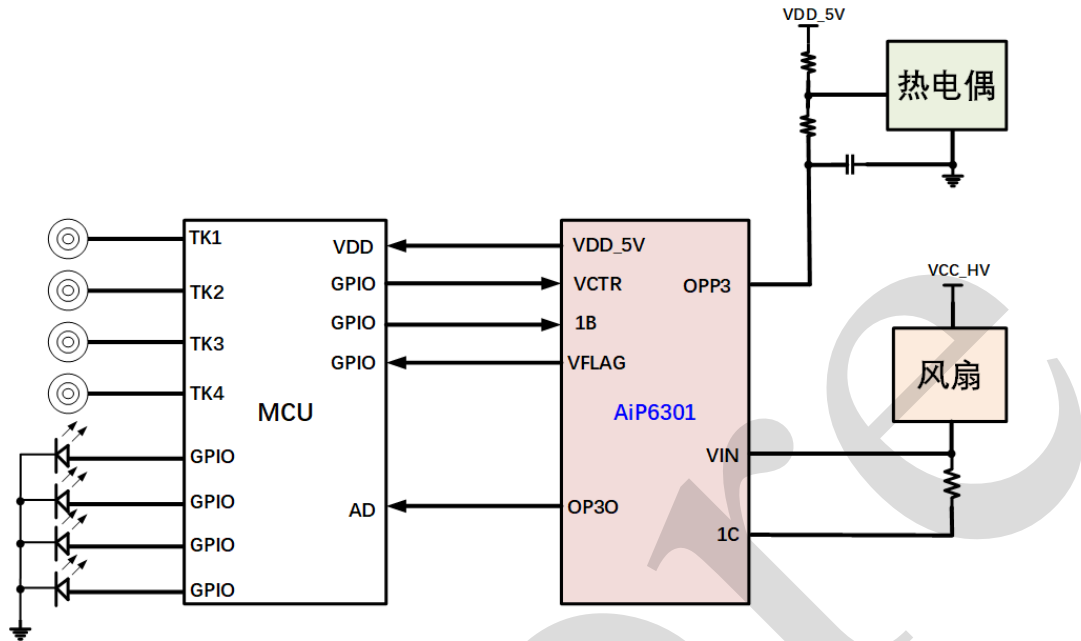 VDD_5V
热电偶
TK1
TK2
TK3
TK4
GPIO
GPIO
GPIO
GPIO
MCU
VDD
GPIO
GPIO
GPIO
AD
VDD_5V
VCTR
1B
VFLAG
OP3O
AiP6301
OPP3
VIN
1C
VCC_HV
风扇